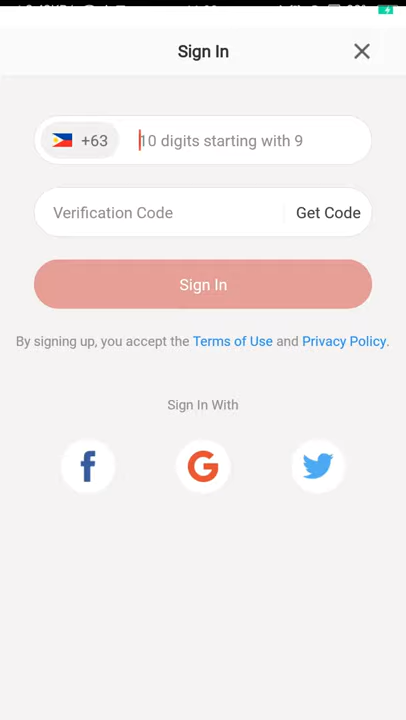 Sign In
+63
10 digits starting with 9
Verification Code
Get Code
Sign In
By signing up, you accept the Terms of Use and Privacy Policy.
Sign In With